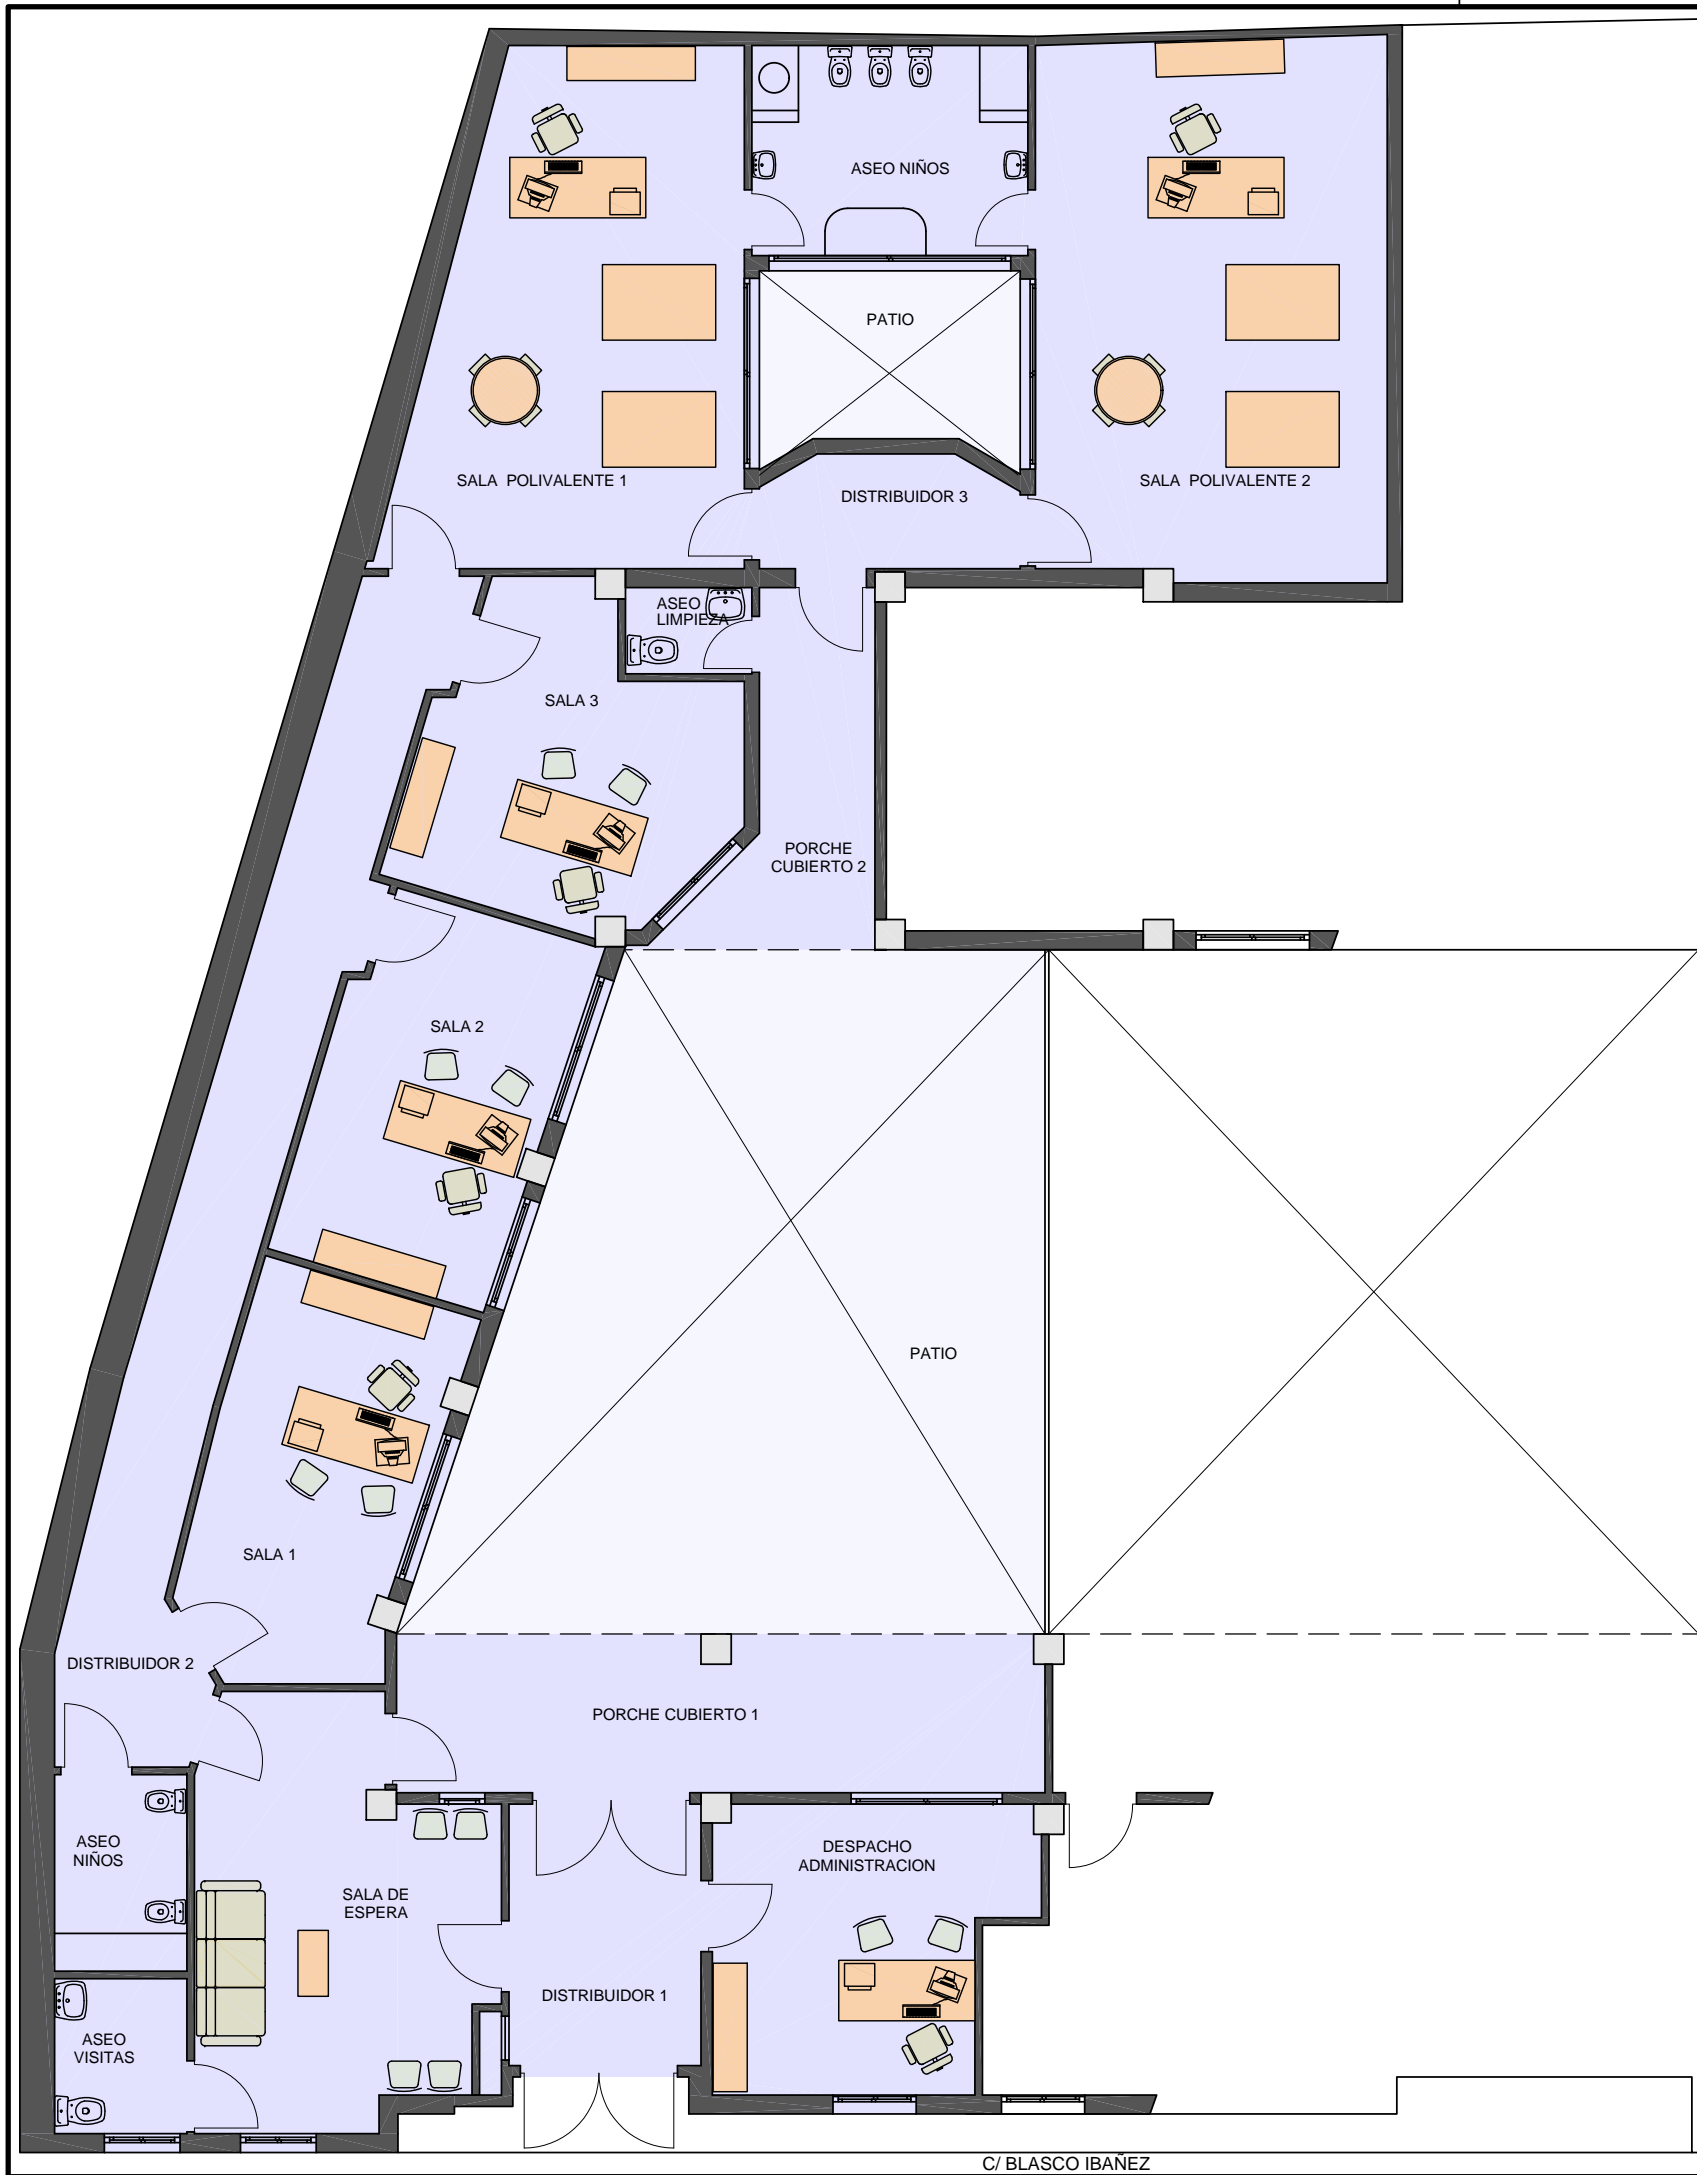 ASEO NIÑOS
PATIO
SALA  POLIVALENTE 1
DISTRIBUIDOR 3
SALA  POLIVALENTE 2
ASEO
LIMPIEZA
SALA 3
PORCHE
CUBIERTO 2
SALA 2
PATIO
SALA 1
DISTRIBUIDOR 2
PORCHE CUBIERTO 1
ASEO
NIÑOS
SALA DE
ESPERA
DESPACHO
ADMINISTRACION
DISTRIBUIDOR 1
ASEO
VISITAS
C/ BLASCO IBAÑEZ